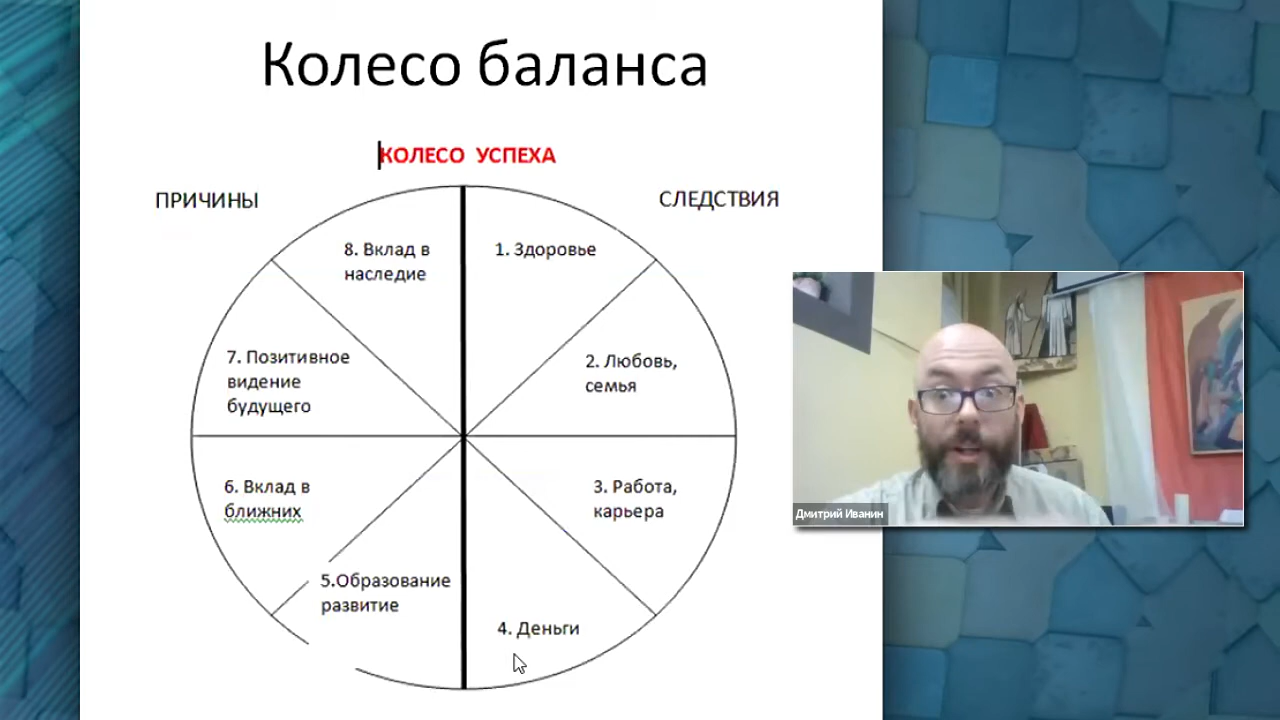 Колесо баланса
КОЛЕСО УСПЕХА
ПРИЧИНЫ
СЛЕДСТВИЯ
8. Вклад в
наследие
1. Здоровье
7. Позитивное
видение
будущего
2. Любовь,
семья
6. Вклад в
ближних
3. Работа,
карьера
5.Образование
развитие
4. Деньги
Дмитрий Иванин